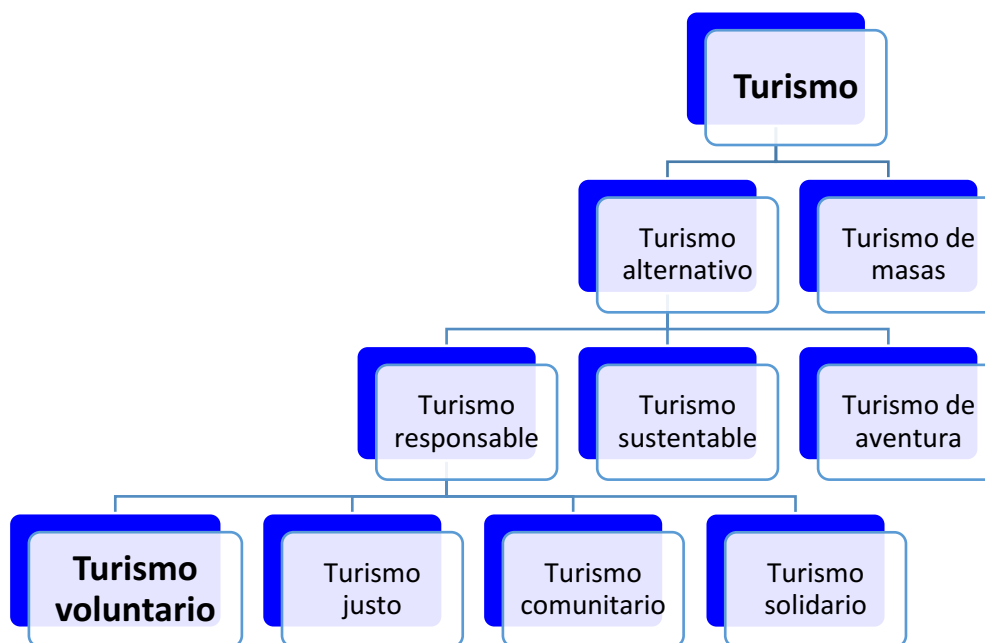 Turismo
Turismo
alternativo
Turismo de
masas
Turismo
responsable
Turismo
sustentable
Turismo de
aventura
Turismo
voluntario
Turismo
justo
Turismo
comunitario
Turismo
solidario